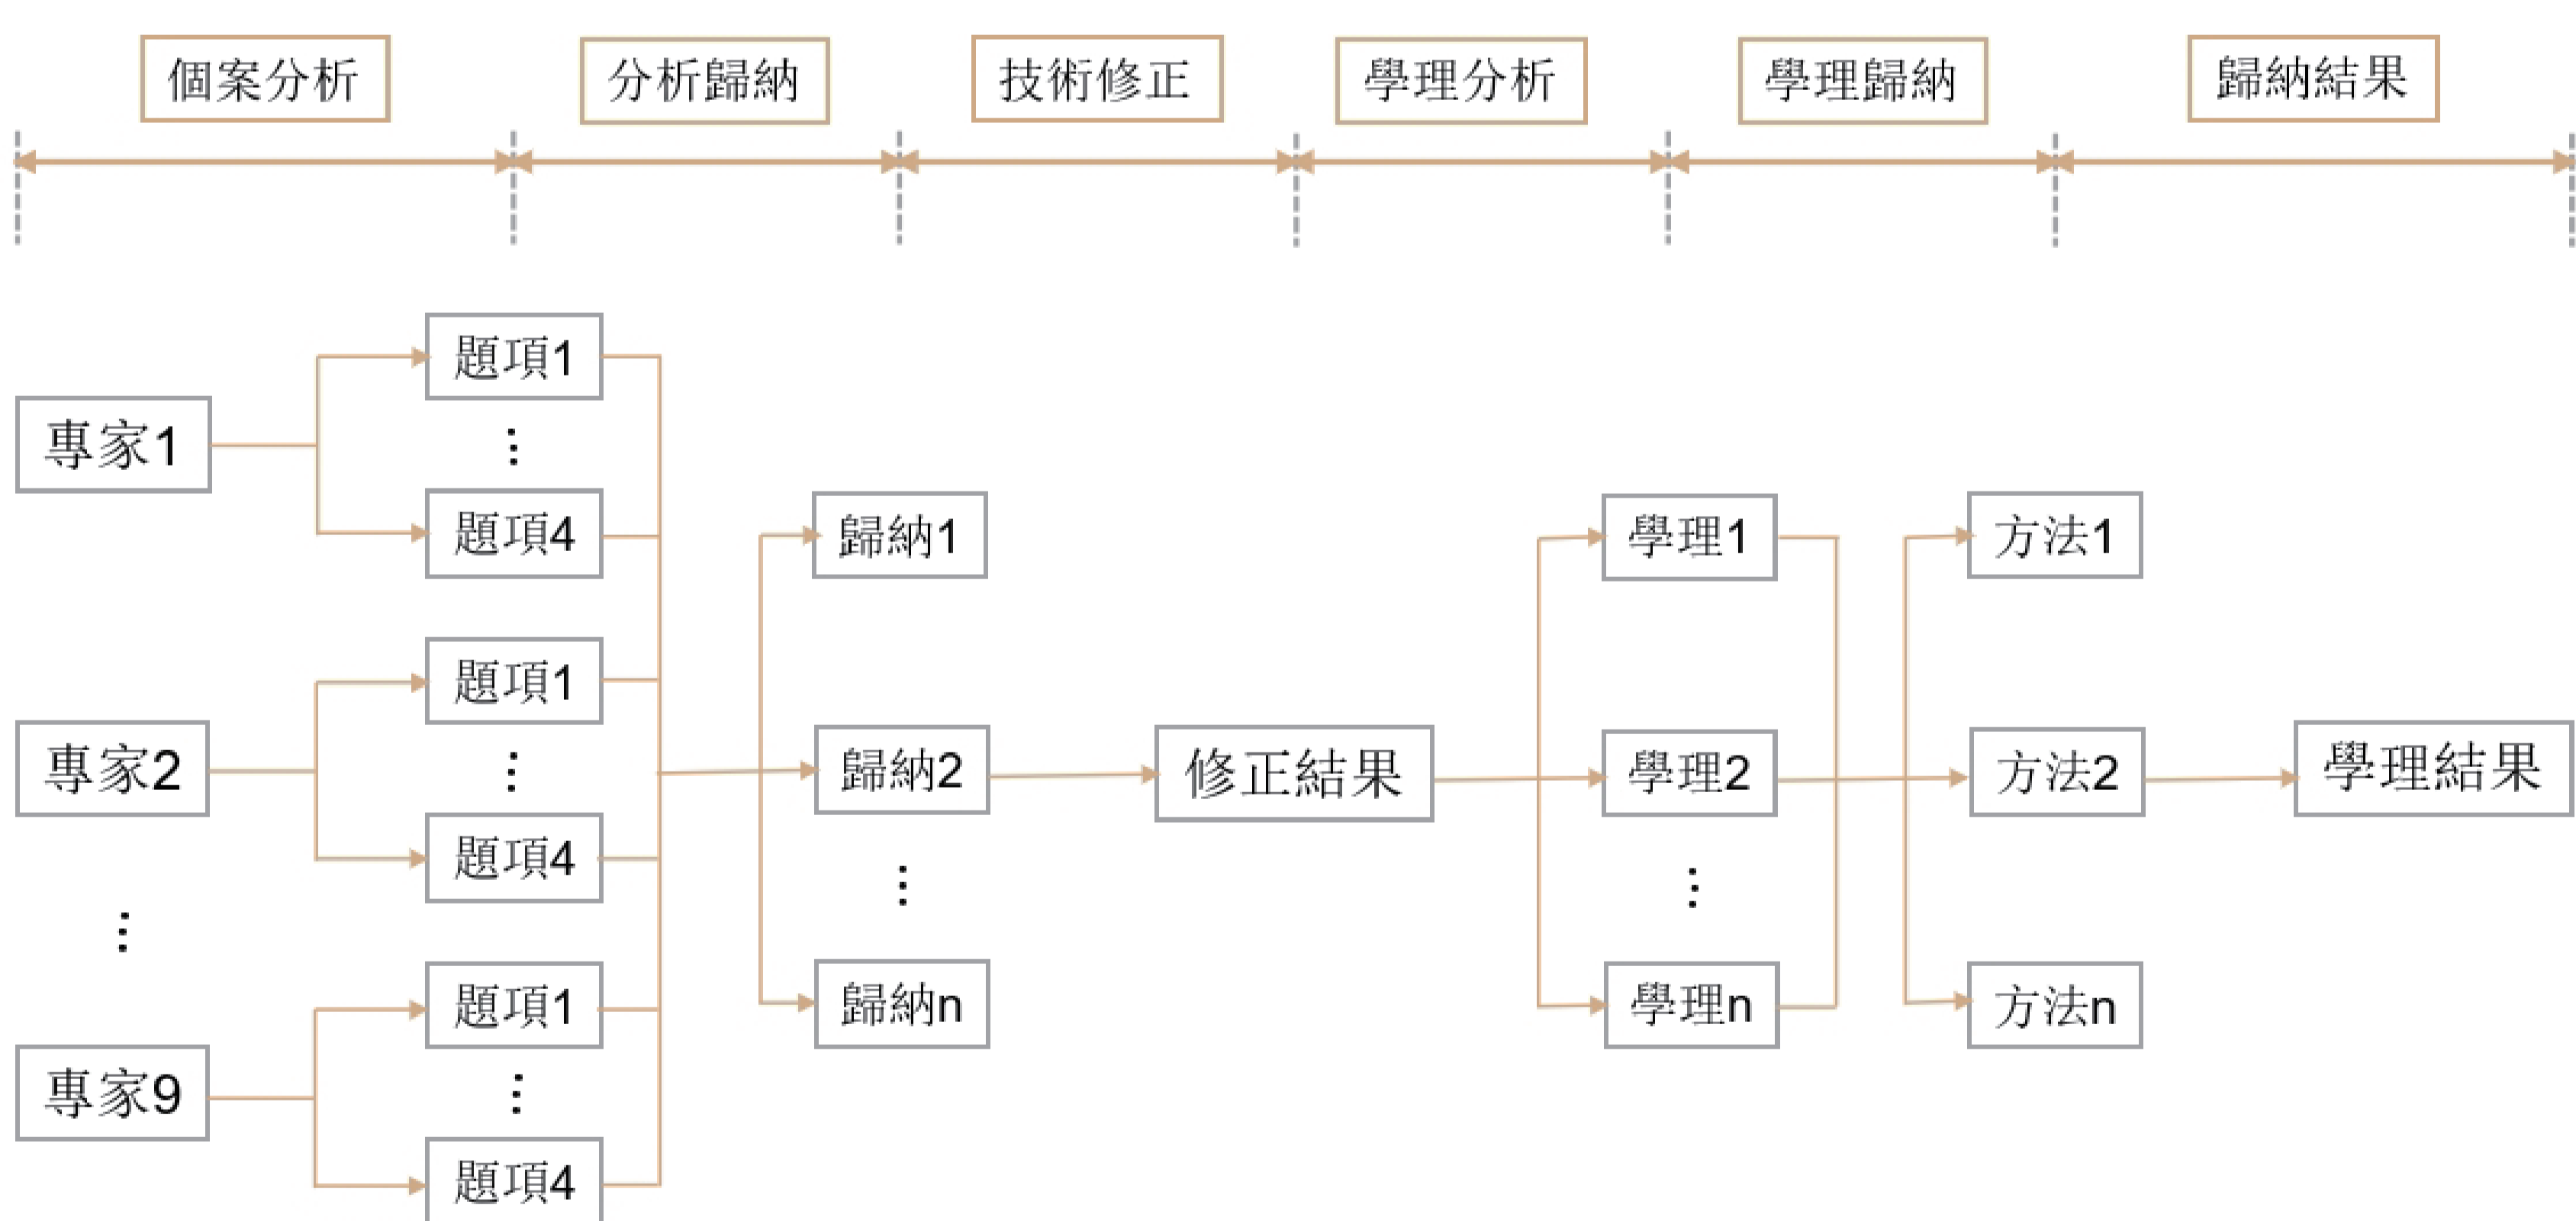 個案分析
分析歸納
技術修正
學理分析
學理歸納
歸納結果
專家1
題項1
⋮
題項4
專家2
題項1
⋮
題項4
⋮
專家9
題項1
⋮
題項4
歸納1
歸納2
⋮
歸納n
修正結果
學理1
學理2
⋮
學理n
方法1
方法2
方法n
學理結果